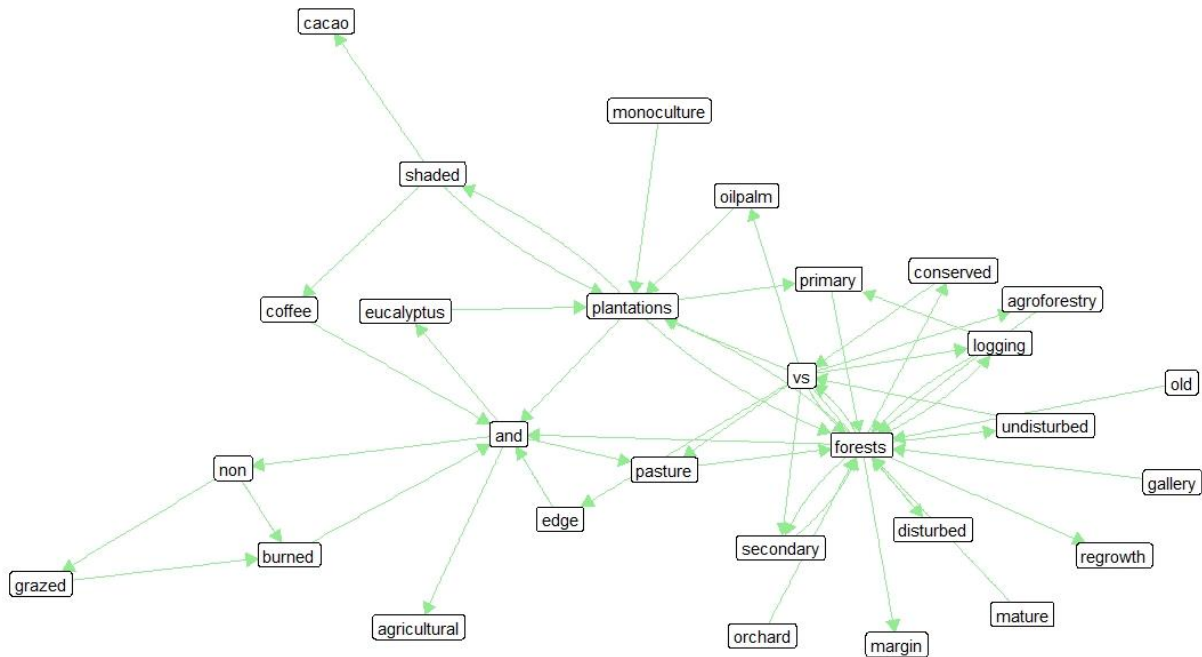 cacao
monoculture
shaded
oilpalm
conserved
primary
agroforestry
coffee
eucalyptus
plantations
logging
vs
old
undisturbed
and
forests
non
pasture
gallery
edge
disturbed
secondary
burned
regrowth
grazed
mature
agricultural
orchard
margin